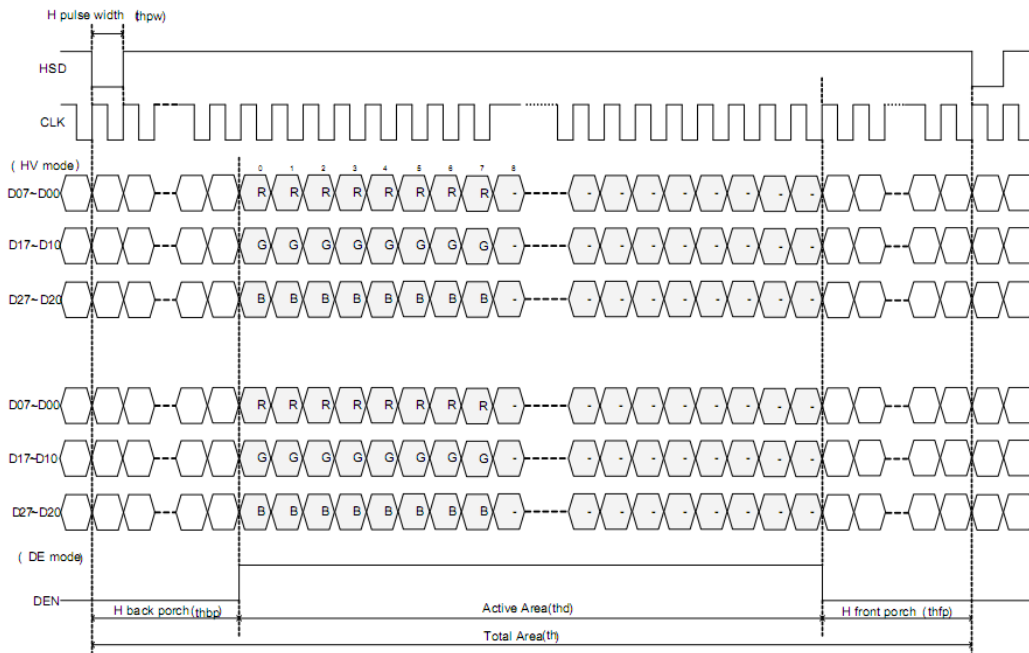 H pulse width (thpw)
HSD
CLK
( HV mode)
0 1 2 3 4 5 6 7 8
D07~D00 R R R R R R R R - - - - - - - - -
D17~D10 G G G G G G G G - - - - - - - - -
D27~D20 B B B B B B B B - - - - - - - - -
D07~D00 R R R R R R R R - - - - - - - - -
D17~D10 G G G G G G G G - - - - - - - - -
D27~D20 B B B B B B B B - - - - - - - - -
( DE mode)
DEN
H back porch (thbp) Active Area(thd) H front porch (thfp)
Total Area(th)